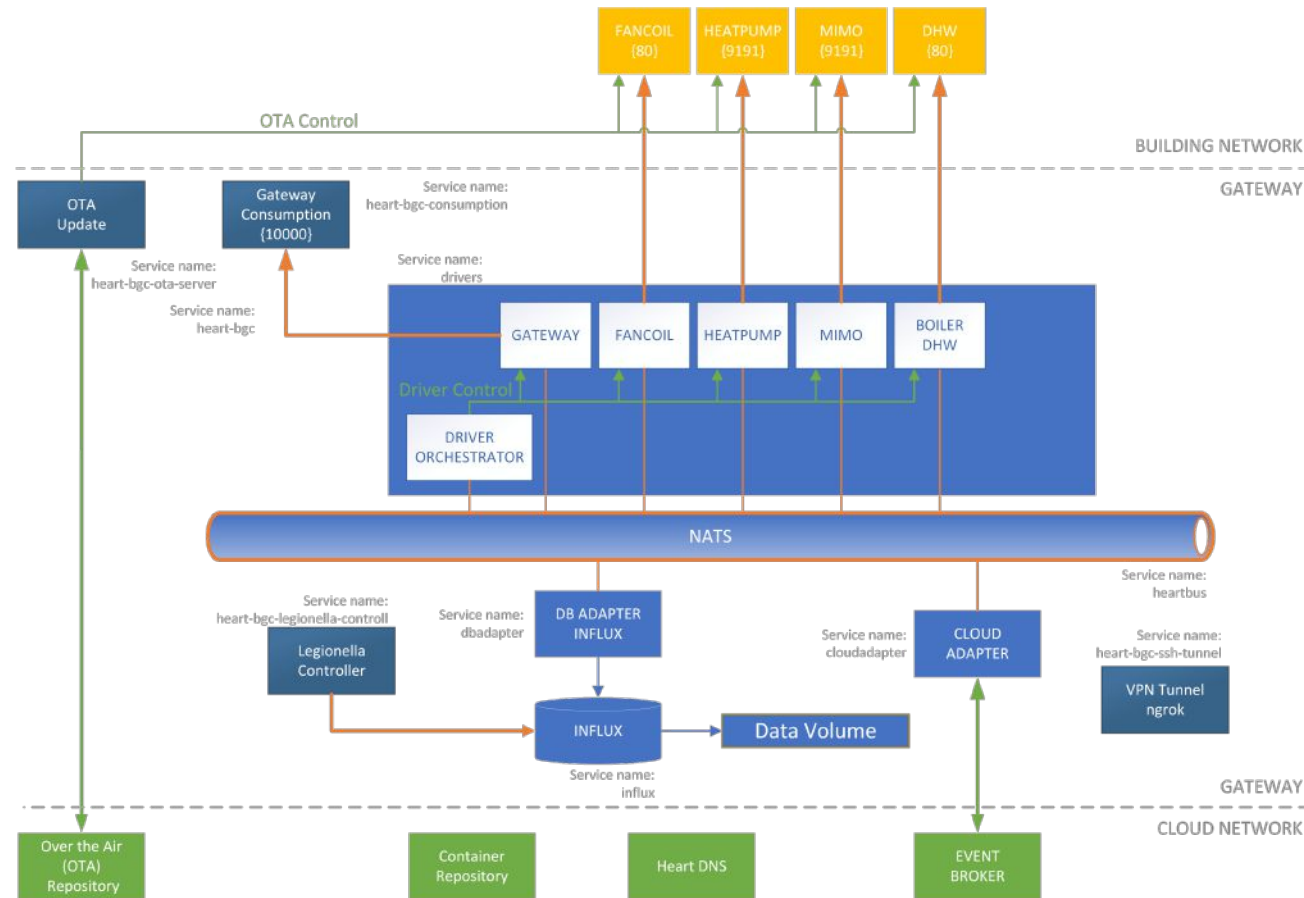 FANCOIL
{80}
HEATPUMP
{9191}
MIMO
{9191}
DHW
{80}
OTA Control
BUILDING NETWORK
GATEWAY
OTA
Update
Gateway
Consumption
{10000}
Service name:
heart-bgc-consumption
Service name:
heart-bgc-ota-server
Service name:
drivers
Service name:
heart-bgc
GATEWAY
FANCOIL
HEATPUMP
MIMO
BOILER
DHW
Driver Control
DRIVER
ORCHESTRATOR
NATS
Service name:
heartbus
Service name:
heart-bgc-legionella-controll
Legionella
Controller
Service name:
dbadapter
DB ADAPTER
INFLUX
Service name:
cloudadapter
CLOUD
ADAPTER
Service name:
heart-bgc-ssh-tunnel
VPN Tunnel
ngrok
INFLUX
Data Volume
Service name:
influx
GATEWAY
CLOUD NETWORK
Over the Air
(OTA)
Repository
Container
Repository
Heart DNS
EVENT
BROKER